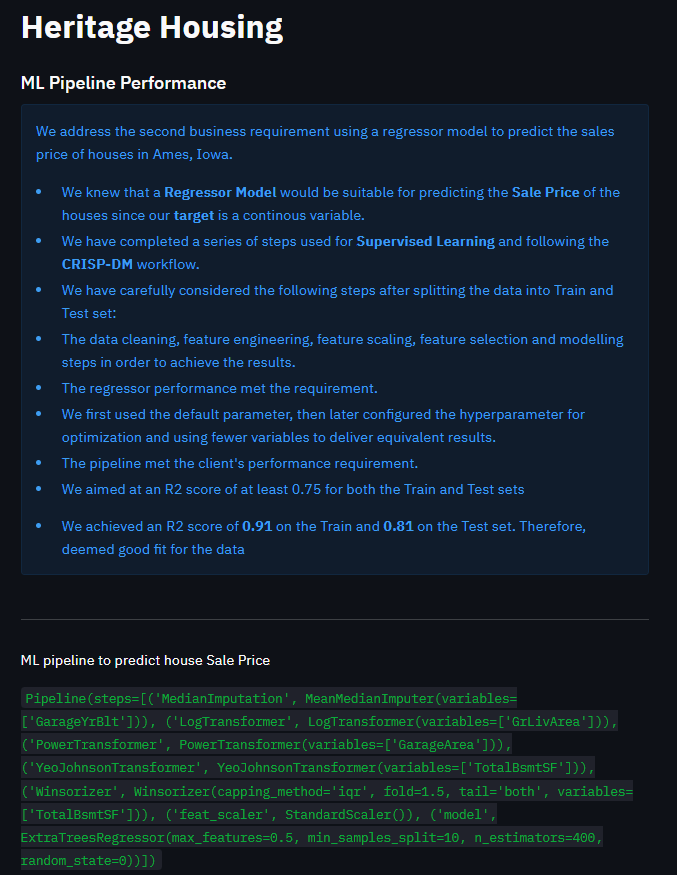 Heritage Housing
ML Pipeline Performance
We address the second business requirement using a regressor model to predict the sales
price of houses in Ames, Iowa.
• We knew that a Regressor Model would be suitable for predicting the Sale Price of the
houses since our target is a continous variable.
• We have completed a series of steps used for Supervised Learning and following the
CRISP-DM workflow.
• We have carefully considered the following steps after splitting the data into Train and
Test set:
• The data cleaning, feature engineering, feature scaling, feature selection and modelling
steps in order to achieve the results.
• The regressor performance met the requirement.
• We first used the default parameter, then later configured the hyperparameter for
optimization and using fewer variables to deliver equivalent results.
• The pipeline met the client's performance requirement.
• We aimed at an R2 score of at least 0.75 for both the Train and Test sets
• We achieved an R2 score of 0.91 on the Train and 0.81 on the Test set. Therefore,
deemed good fit for the data
ML pipeline to predict house Sale Price
Pipeline(steps=[('MedianImputation', MeanMedianImputer(variables=
['GarageYrBlt'])), ('LogTransformer', LogTransformer(variables=['GrLivArea'])),
('PowerTransformer', PowerTransformer(variables=['GarageArea'])),
('YeoJohnsonTransformer', YeoJohnsonTransformer(variables=['TotalBsmtSF'])),
('Winsorizer', Winsorizer(capping_method='iqr', fold=1.5, tail='both', variables=
['TotalBsmtSF'])), ('feat_scaler', StandardScaler()), ('model',
ExtraTreesRegressor(max_features=0.5, min_samples_split=10, n_estimators=400,
random_state=0))])